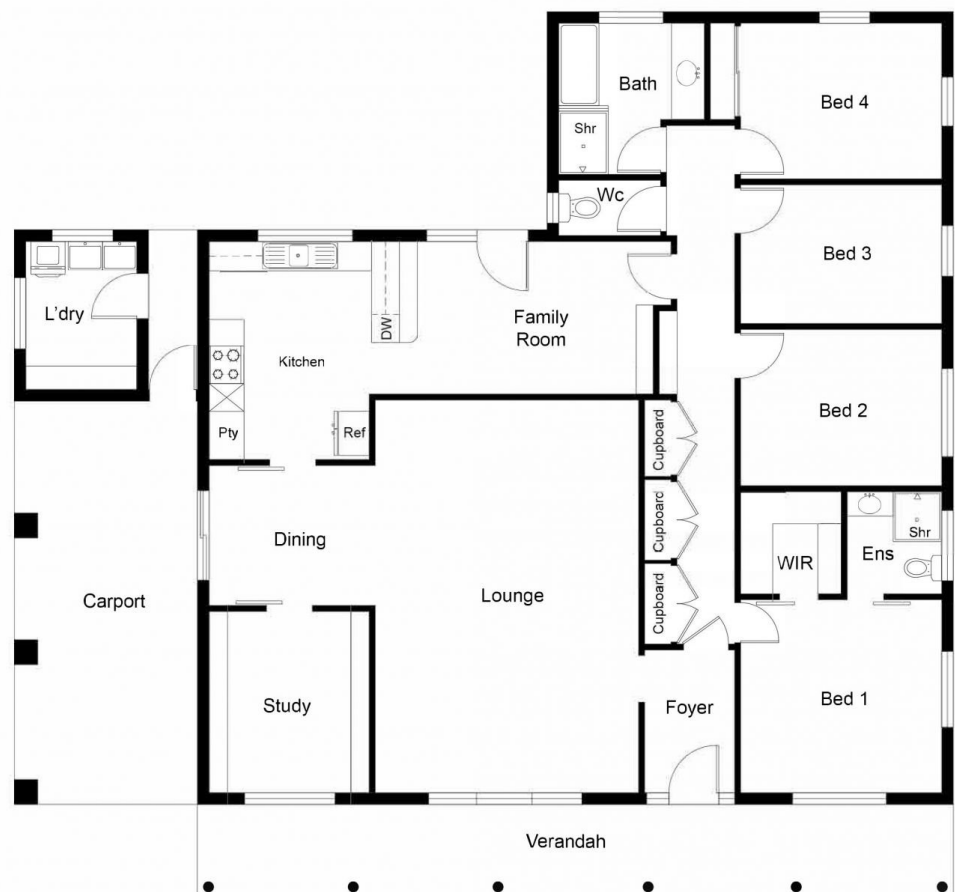 Bath
Bed 4
Shr
Wc
L'dry
Bed 3
Family
Room
DW
Kitchen
Pty
Ref
Bed 2
Cupboard
Cupboard
Cupboard
Dining
Lounge
Carport
WIR
Ens
Shr
Study
Foyer
Bed 1
Verandah